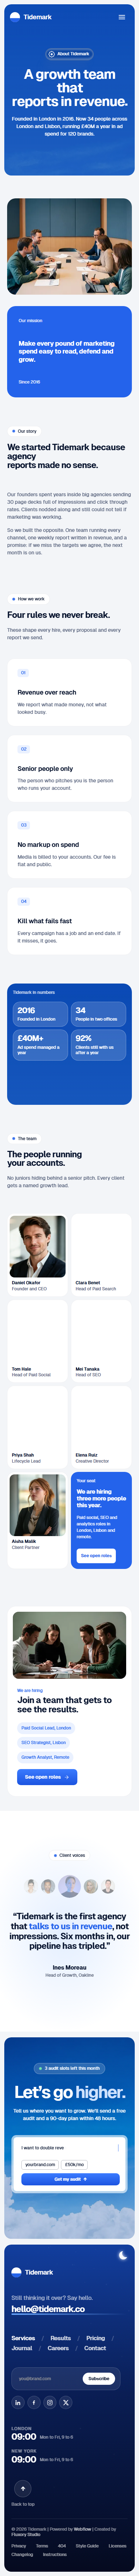 Tidemark
About Tidemark
A growth team
that
reports in revenue.
Founded in London in 2016. Now 34 people across
London and Lisbon, running £40M a year in ad
spend for 120 brands.
Our mission
Make every pound of marketing
spend easy to read, defend and
grow.
Since 2016
Our story
We started Tidemark because
agency
reports made no sense.
Our founders spent years inside big agencies sending
30 page decks full of impressions and click through
rates. Clients nodded along and still could not tell if
marketing was working.
So we built the opposite. One team running every
channel, one weekly report written in revenue, and a
promise: if we miss the targets we agree, the next
month is on us.
How we work
Four rules we never break.
These shape every hire, every proposal and every
report we send.
01
Revenue over reach
We report what made money, not what
looked busy.
02
Senior people only
The person who advises you is the person
who runs your account.
03
No markup on spend
Media is billed to your accounts. Our fee is
flat and public.
04
Kill what fails fast
Every campaign has a job and an end date. If
it misses, it goes.
Tidemark in numbers
2016
Founded in London
34
People in two offices
£40M+
Ad spend managed a
year
92%
Clients still with us
after a year
The team
The people running
your accounts.
No juniors hiding behind a senior pitch. Every client
gets a named growth lead.
Daniel Okafor
Founder and CEO
Clara Benet
Head of Paid Search
Tom Hale
Head of Paid Social
Mei Tanaka
Head of SEO
Priya Shah
Lifecycle Lead
Elena Ruiz
Creative Director
Aisha Malik
Client Partner
Your seat
We are hiring
three more people
this year.
Paid social, SEO and
analytics roles in
London, Lisbon and
remote.
See open roles
We are hiring
Join a team that gets to
see the results.
Paid Social Lead, London
SEO Strategist, Lisbon
Growth Analyst, Remote
See open roles
Client voices
“Tidemark is the first agency
that talks to us in revenue, not
impressions. Six months in, our
pipeline has tripled.”
Ines Moreau
Head of Growth, Oakline
3 audit slots left this month
Let’s go higher.
Tell us where you want to grow. We’ll send a free
audit and a 90-day plan within 48 hours.
I want to double reve
yourbrand.com
£50k/mo
Get my audit
Tidemark
Still thinking it over? Say hello.
hello@tidemark.co
Services / Results / Pricing /
Journal / Careers / Contact
you@brand.com
Subscribe
LONDON
09:00 Mon to Fri, 9 to 6
NEW YORK
09:00 Mon to Fri, 9 to 6
Back to top
© 2026 Tidemark | Powered by Webflow | Created by
Fluxory Studio
Privacy Terms 404 Style Guide Licenses
Changelog Instructions